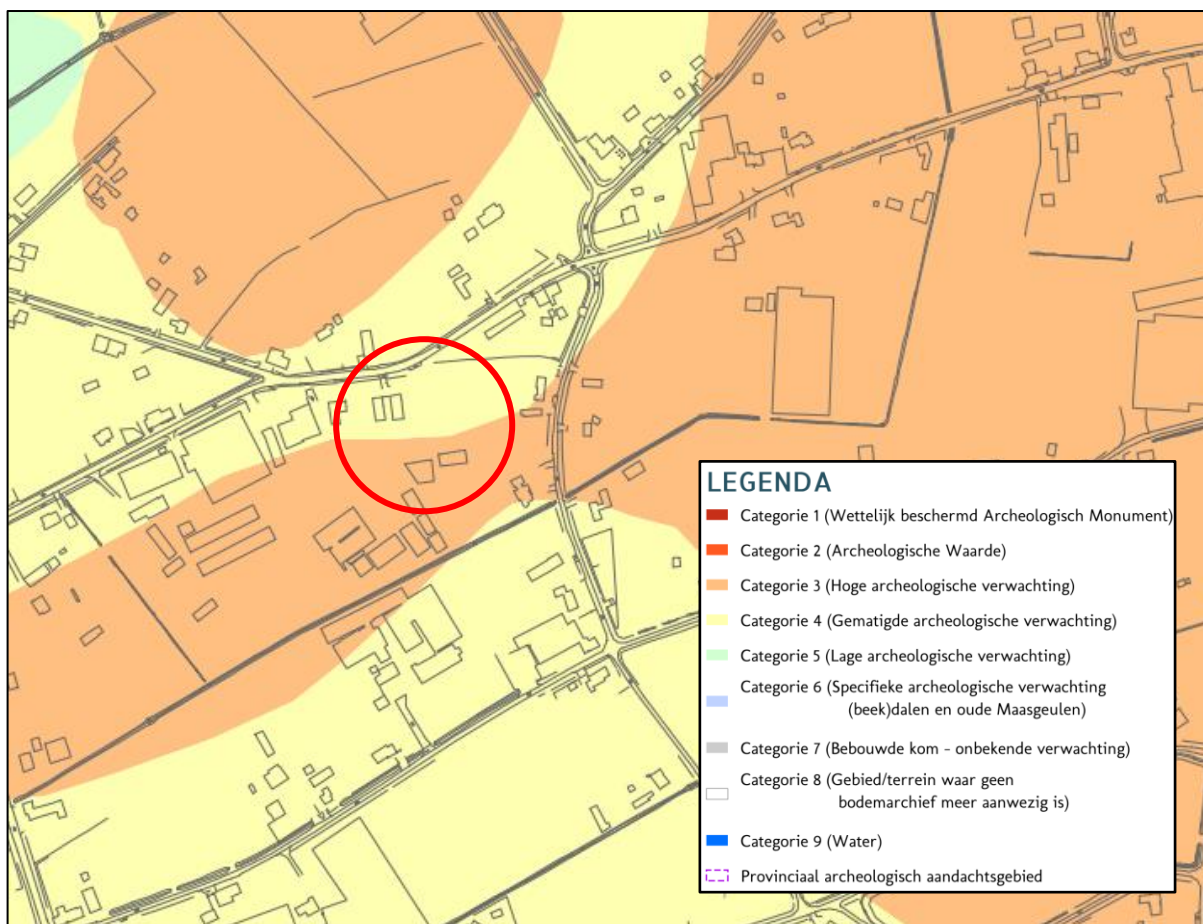 LEGENDA
Categorie 1 (Wettelijk beschermd Archeologisch Monument)
Categorie 2 (Archeologische Waarde)
Categorie 3 (Hoge archeologische verwachting)
Categorie 4 (Gematigde archeologische verwachting)
Categorie 5 (Lage archeologische verwachting)
Categorie 6 (Specifieke archeologische verwachting
(beek)dalen en oude Maasgeulen)
Categorie 7 (Bebouwde kom - onbekende verwachting)
Categorie 8 (Gebied/terrein waar geen
bodemarchief meer aanwezig is)
Categorie 9 (Water)
Provinciaal archeologisch aandachtsgebied